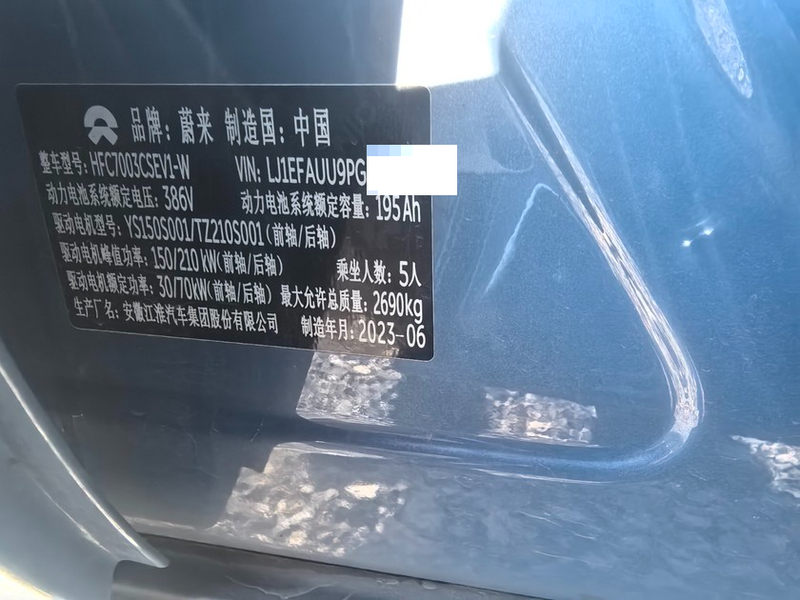 品牌：蔚来 制造国：中国
整车型号：HFC7003CSEV1-W VIN：LJ1EFAUU9PG
动力电池系统额定电压：386V 动力电池系统额定容量：195Ah
驱动电机型号：YS150S001/TZ210S001(前轴/后轴)
驱动电机峰值功率：150/210kW(前轴/后轴) 乘坐人数：5人
驱动电机额定功率：30/70kW(前轴/后轴) 最大允许总质量：2690kg
生产厂名：安徽江淮汽车集团股份有限公司 制造年月：2023-06